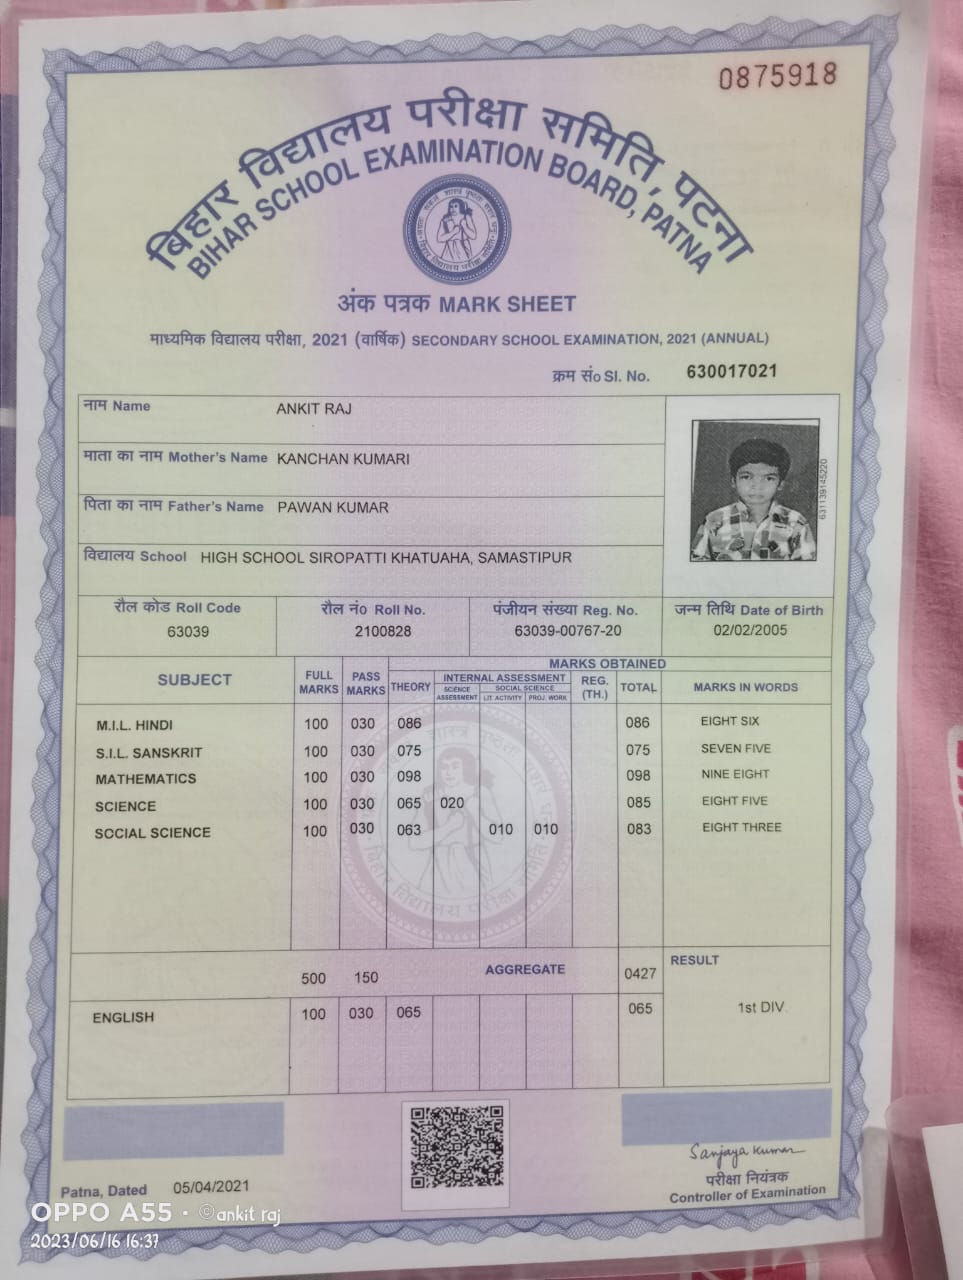 0875918
बिहार विद्यालय परीक्षा समिति, पटना
BIHAR SCHOOL EXAMINATION BOARD, PATNA
अंक पत्रक MARK SHEET
माध्यमिक विद्यालय परीक्षा, 2021 (वार्षिक) SECONDARY SCHOOL EXAMINATION, 2021 (ANNUAL)
क्रम सं० Sl. No. 630017021
नाम Name ANKIT RAJ
माता का नाम Mother's Name KANCHAN KUMARI
पिता का नाम Father's Name PAWAN KUMAR
विद्यालय School HIGH SCHOOL SIROPATTI KHATUAHA, SAMASTIPUR
631139145220
रौल कोड Roll Code रौल नं० Roll No. पंजीयन संख्या Reg. No. जन्म तिथि Date of Birth
63039 2100828 63039-00767-20 02/02/2005
MARKS OBTAINED
SUBJECT FULL MARKS PASS MARKS THEORY INTERNAL ASSESSMENT REG. (TH.) TOTAL MARKS IN WORDS
SCIENCE ASSESSMENT SOCIAL SCIENCE
LIT. ACTIVITY PROJ. WORK
M.I.L. HINDI 100 030 086 086 EIGHT SIX
S.I.L. SANSKRIT 100 030 075 075 SEVEN FIVE
MATHEMATICS 100 030 098 098 NINE EIGHT
SCIENCE 100 030 065 020 085 EIGHT FIVE
SOCIAL SCIENCE 100 030 063 010 010 083 EIGHT THREE
500 150 AGGREGATE 0427 RESULT
1st DIV.
ENGLISH 100 030 065 065
Sanjaya Kumar
परीक्षा नियंत्रक
Controller of Examination
Patna, Dated 05/04/2021
OPPO A55 · ©ankit raj
2023/06/16 16:37